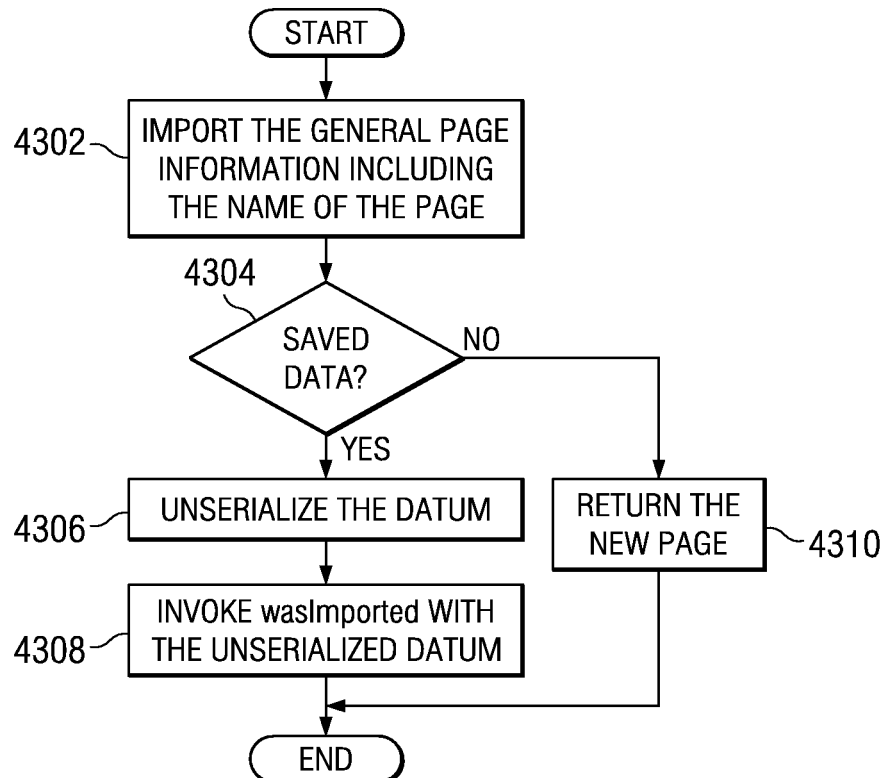 START
4302
IMPORT THE GENERAL PAGE
INFORMATION INCLUDING
THE NAME OF THE PAGE
4304
SAVED
DATA?
NO
YES
4306
UNSERIALIZE THE DATUM
RETURN THE
NEW PAGE
4310
4308
INVOKE wasImported WITH
THE UNSERIALIZED DATUM
END